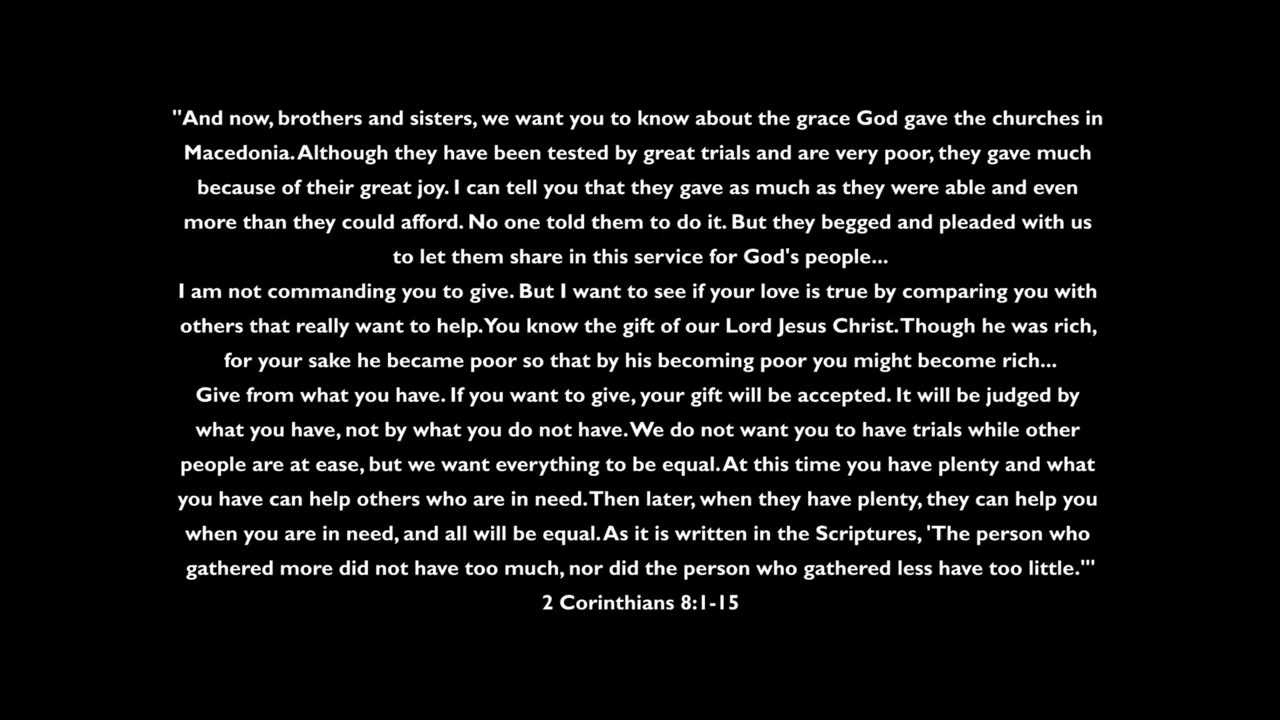 "And now, brothers and sisters, we want you to know about the grace God gave the churches in
Macedonia. Although they have been tested by great trials and are very poor, they gave much
because of their great joy. I can tell you that they gave as much as they were able and even
more than they could afford. No one told them to do it. But they begged and pleaded with us
to let them share in this service for God's people...
I am not commanding you to give. But I want to see if your love is true by comparing you with
others that really want to help. You know the gift of our Lord Jesus Christ. Though he was rich,
for your sake he became poor so that by his becoming poor you might become rich...
Give from what you have. If you want to give, your gift will be accepted. It will be judged by
what you have, not by what you do not have. We do not want you to have trials while other
people are at ease, but we want everything to be equal. At this time you have plenty and what
you have can help others who are in need. Then later, when they have plenty, they can help you
when you are in need, and all will be equal. As it is written in the Scriptures, 'The person who
gathered more did not have too much, nor did the person who gathered less have too little.'"
2 Corinthians 8:1-15